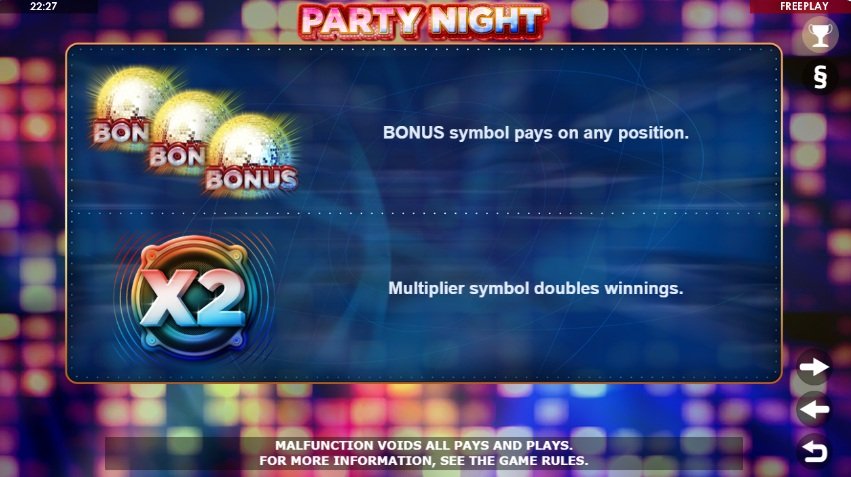 22:27
PARTY NIGHT
FREEPLAY
§
BON
BON
BONUS
BONUS symbol pays on any position.
X2
Multiplier symbol doubles winnings.
MALFUNCTION VOIDS ALL PAYS AND PLAYS.
FOR MORE INFORMATION, SEE THE GAME RULES.